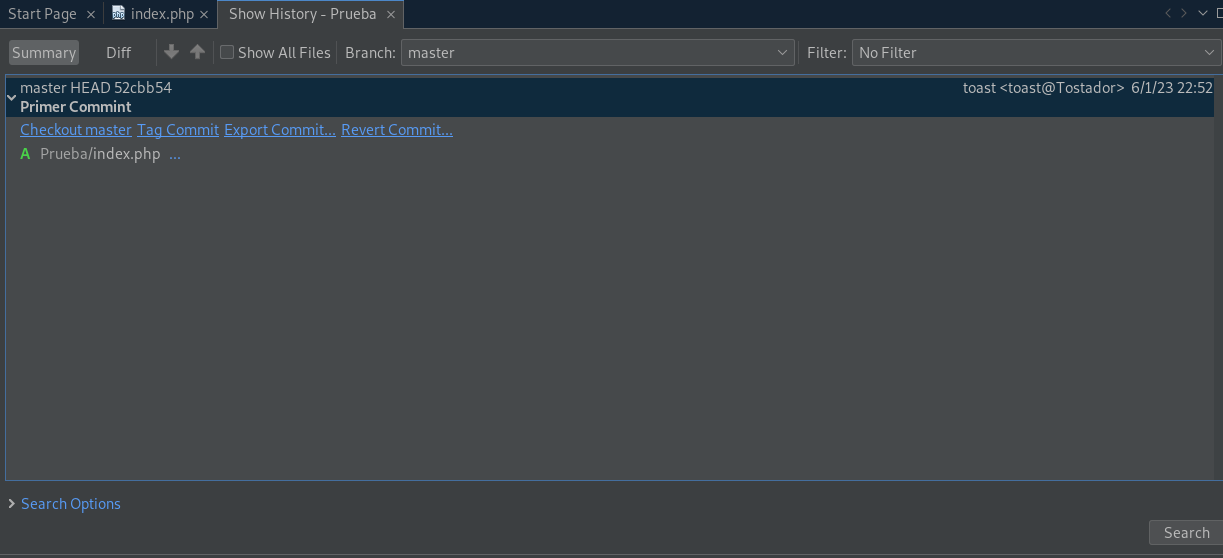 Start Page index.php Show History - Prueba
Summary Diff Show All Files Branch: master Filter: No Filter
master HEAD 52cbb54 toast <toast@Tostador> 6/1/23 22:52
Primer Commint
Checkout master Tag Commit Export Commit... Revert Commit...
A Prueba/index.php ...
Search Options
Search